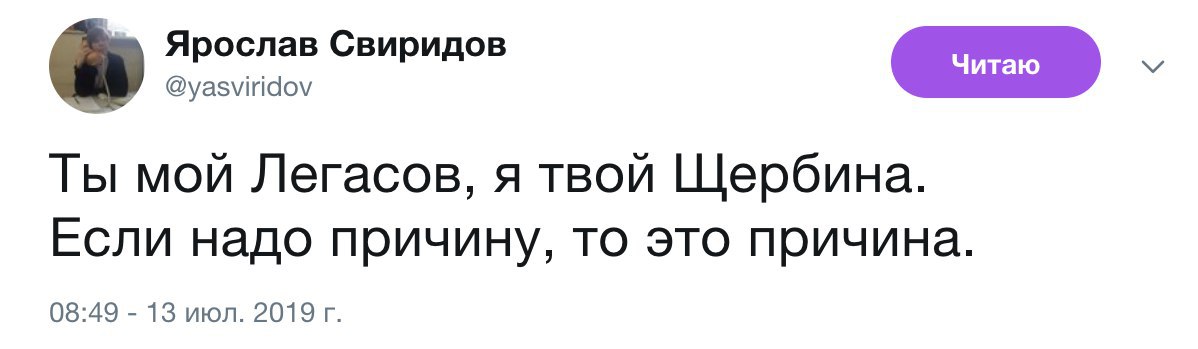 Ярослав Свиридов
@yasviridov
Читаю
Ты мой Легасов, я твой Щербина.
Если надо причину, то это причина.
08:49 - 13 июл. 2019 г.